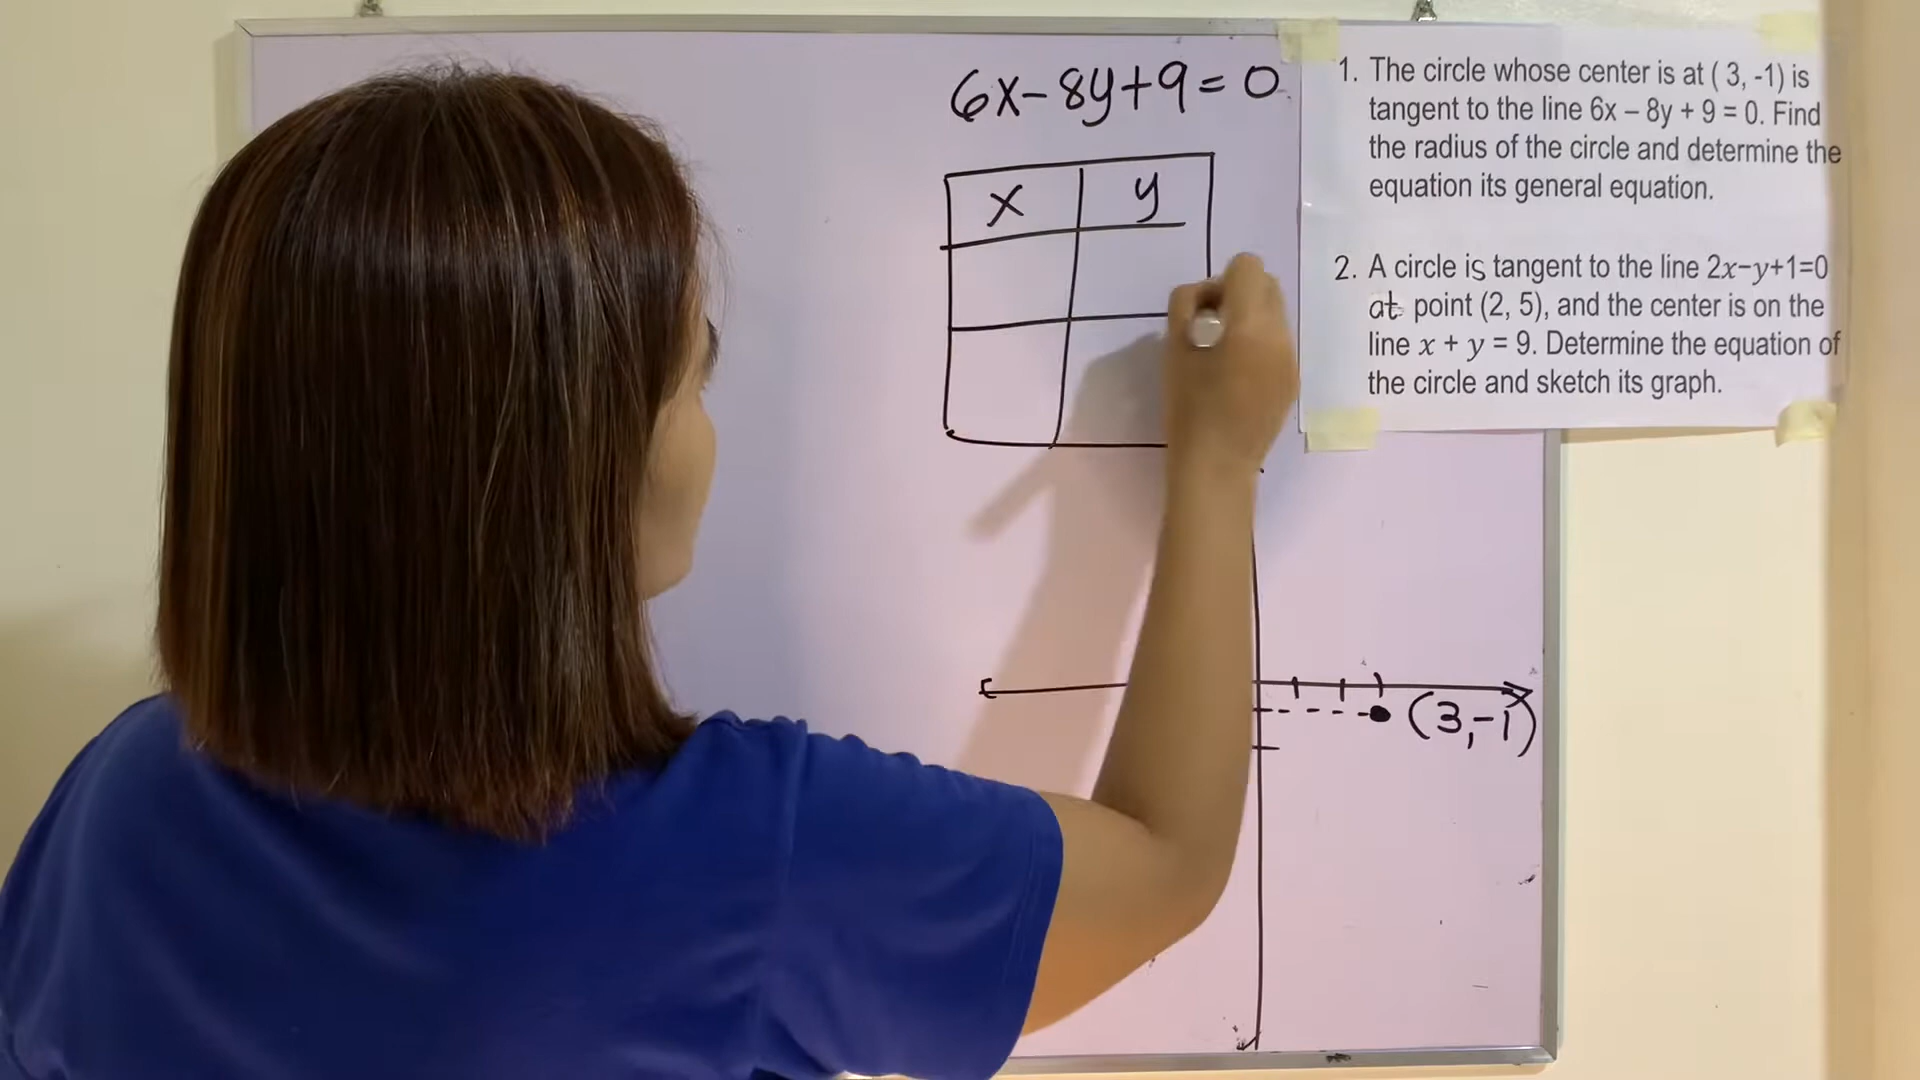 6x-8y+9=0
x y
(3,-1)
1. The circle whose center is at ( 3, -1) is
tangent to the line 6x – 8y + 9 = 0. Find
the radius of the circle and determine the
equation its general equation.
2. A circle is tangent to the line 2x−y+1=0
at point (2, 5), and the center is on the
line x + y = 9. Determine the equation of
the circle and sketch its graph.